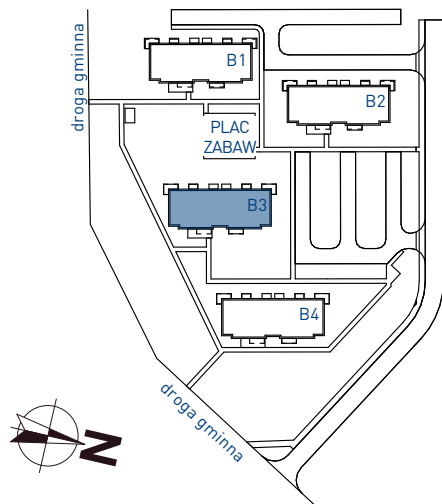 B1
droga gminna
B2
PLAC
ZABAW
B3
B4
droga gminna
N